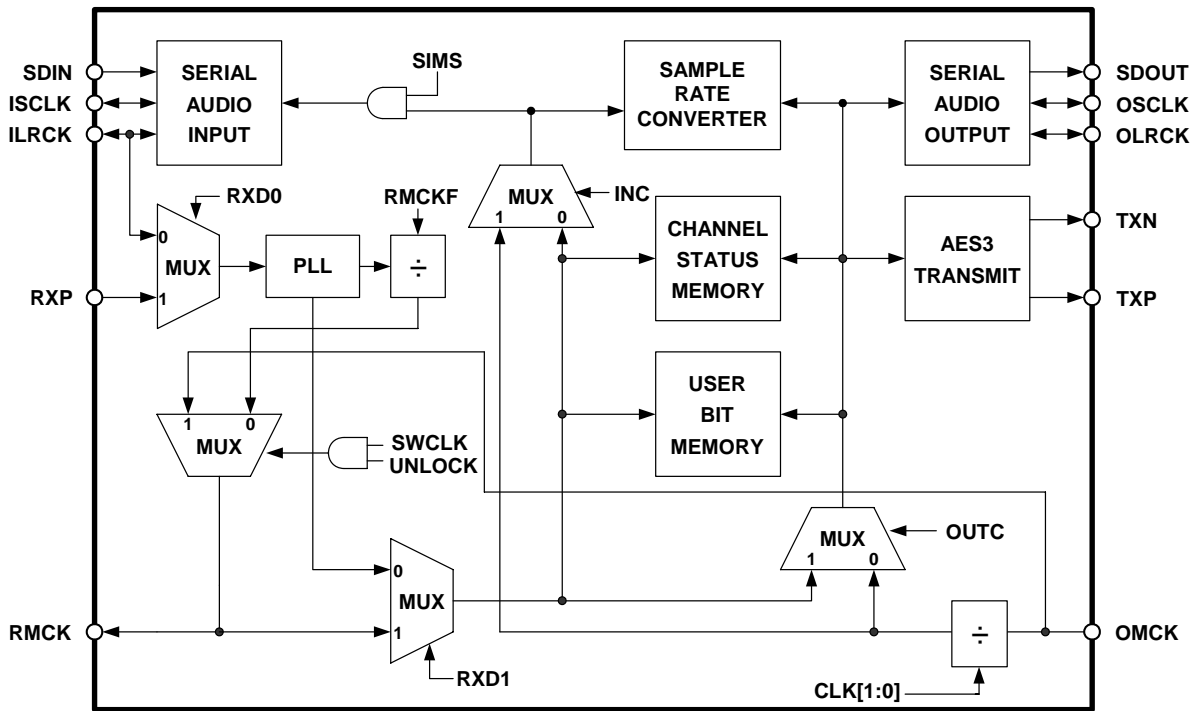 SDIN
ISCLK
ILRCK
SERIAL
AUDIO
INPUT
SIMS
SAMPLE
RATE
CONVERTER
SERIAL
AUDIO
OUTPUT
SDOUT
OSCLK
OLRCK
RXD0
RMCKF
MUX
1 0
INC
CHANNEL
STATUS
MEMORY
AES3
TRANSMIT
TXN
TXP
RXP
0
MUX
1
PLL
÷
1 0
MUX
SWCLK
UNLOCK
USER
BIT
MEMORY
MUX
1 0
OUTC
0
MUX
1
RXD1
RMCK
÷
OMCK
CLK[1:0]